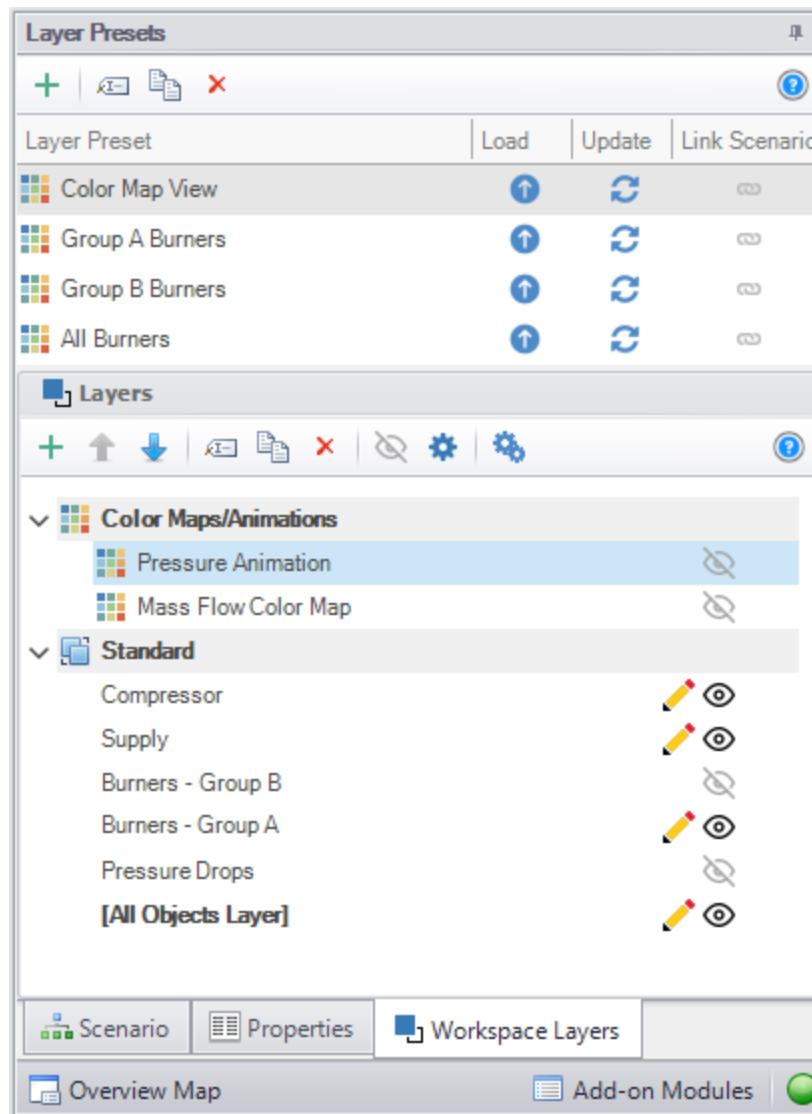 Layer Presets
Layer Preset Load Update Link Scenario
Color Map View
Group A Burners
Group B Burners
All Burners
Layers
Color Maps/Animations
Pressure Animation
Mass Flow Color Map
Standard
Compressor
Supply
Burners - Group B
Burners - Group A
Pressure Drops
[All Objects Layer]
Scenario Properties Workspace Layers
Overview Map Add-on Modules